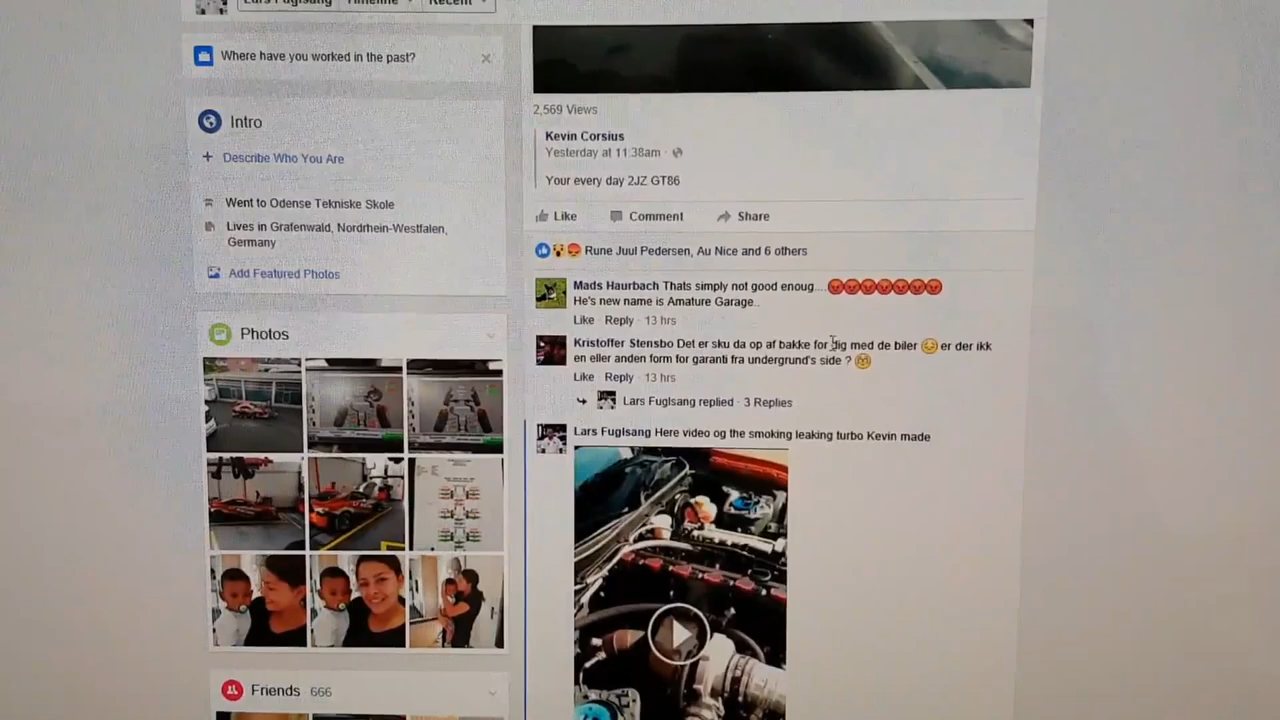 Lars Fuglsang
Timeline
Recent
Where have you worked in the past?
Intro
Describe Who You Are
Went to Odense Tekniske Skole
Lives in Grafenwald, Nordrhein-Westfalen,
Germany
Add Featured Photos
Photos
Friends 666
2,569 Views
Kevin Corsius
Yesterday at 11:38am ·
Your every day 2JZ GT86
Like Comment Share
Rune Juul Pedersen, Au Nice and 6 others
Mads Haurbach Thats simply not good enoug....😡😡😡😡😡😡😡
He's new name is Amature Garage..
Like · Reply · 13 hrs
Kristoffer Stensbo Det er sku da op af bakke for dig med de biler 😏 er der ikk
en eller anden form for garanti fra undergrund's side ?
Like · Reply · 13 hrs
Lars Fuglsang replied · 3 Replies
Lars Fuglsang Here video og the smoking leaking turbo Kevin made